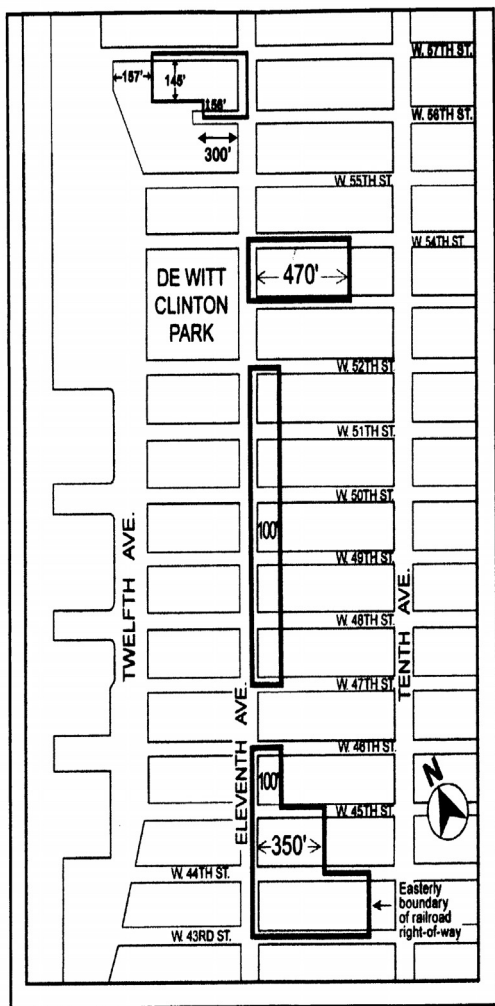 W. 57TH ST.
157'
145'
56'
W. 56TH ST.
300'
W. 55TH ST.
W. 54TH ST.
DE WITT
CLINTON
PARK
470'
W. 52TH ST.
W. 51TH ST.
W. 50TH ST.
100'
W. 49TH ST.
TWELFTH AVE.
TENTH AVE.
W. 48TH ST.
W. 47TH ST.
ELEVENTH AVE.
W. 46TH ST.
100'
N
W. 45TH ST.
350'
W. 44TH ST.
Easterly
boundary
of railroad
right-of-way
W. 43RD ST.